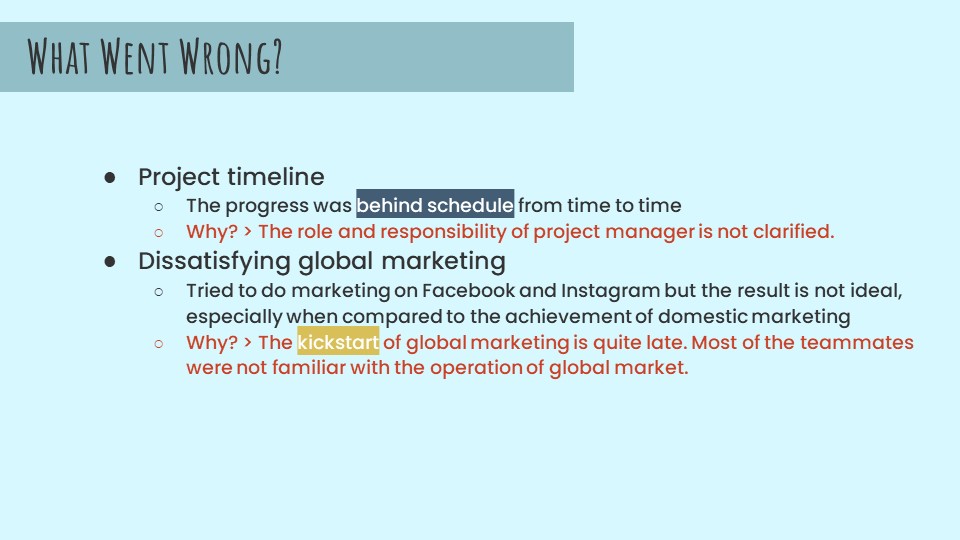 What Went Wrong?
● Project timeline
○ The progress was behind schedule from time to time
○ Why? > The role and responsibility of project manager is not clarified.
● Dissatisfying global marketing
○ Tried to do marketing on Facebook and Instagram but the result is not ideal,
especially when compared to the achievement of domestic marketing
○ Why? > The kickstart of global marketing is quite late. Most of the teammates
were not familiar with the operation of global market.